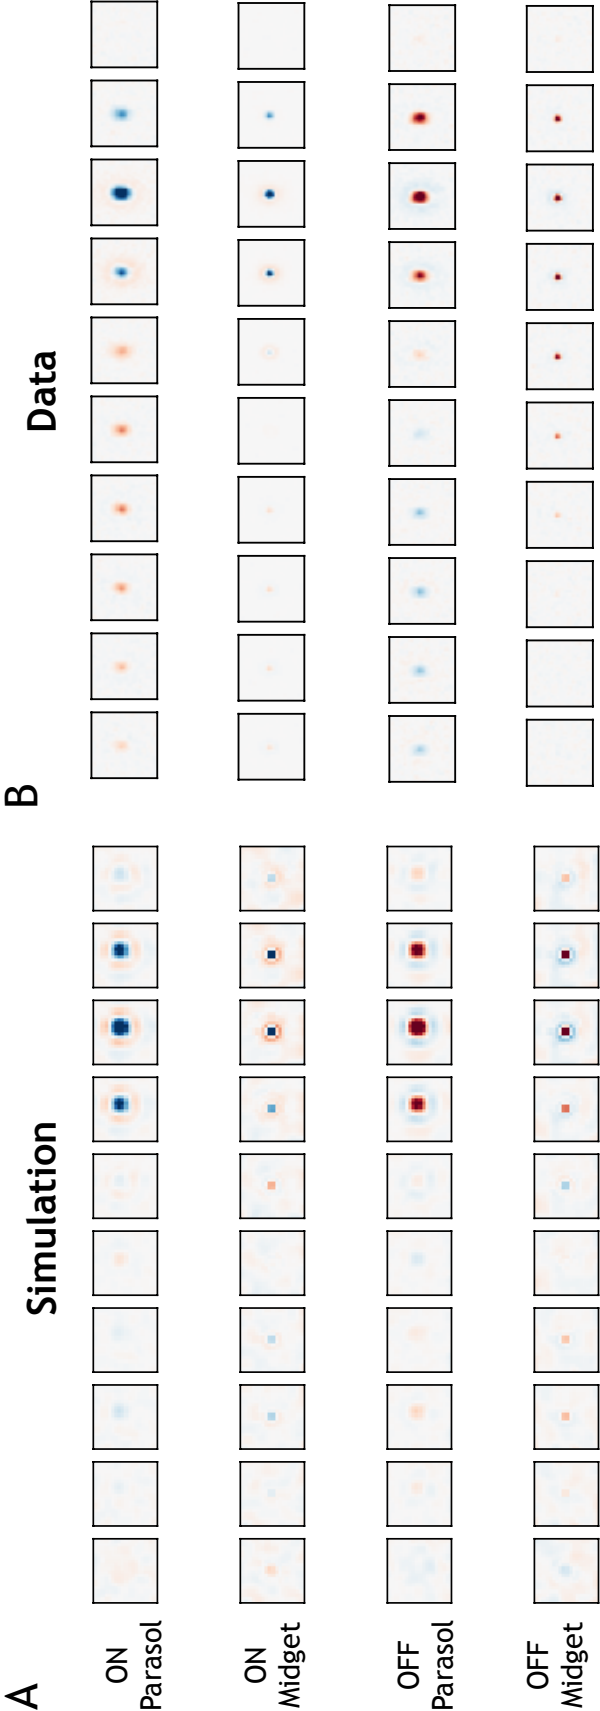 A
Simulation
ON
Parasol
ON
Midget
OFF
Parasol
OFF
Midget
B
Data